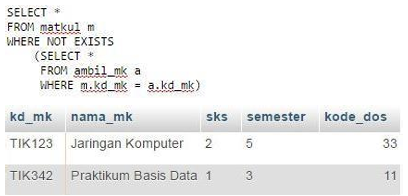 SELECT *
FROM matkul m
WHERE NOT EXISTS
(SELECT *
FROM ambil_mk a
WHERE m.kd_mk = a.kd_mk)
kd_mk nama_mk sks semester kode_dos
TIK123 Jaringan Komputer 2 5 33
TIK342 Praktikum Basis Data 1 3 11